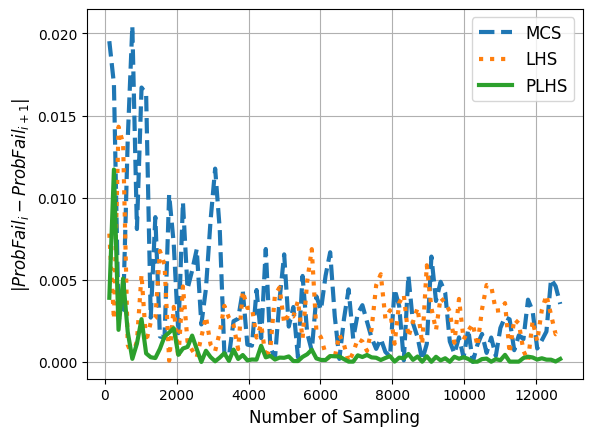 0.020
0.015
0.010
0.005
0.000
|ProbFail_i − ProbFail_{i+1}|
MCS
LHS
PLHS
0 2000 4000 6000 8000 10000 12000
Number of Sampling